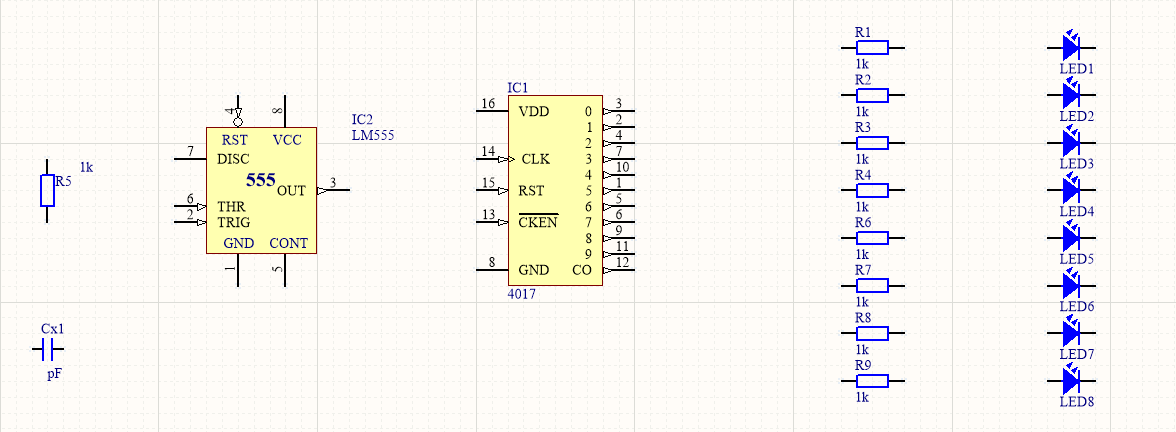 1k
R5
Cx1
pF
4
8
IC2
LM555
RST VCC
7 DISC
555
OUT 3
6 THR
2 TRIG
GND CONT
1
5
IC1
16 VDD 0 3
1 2
2 4
14 CLK 3 7
4 10
15 RST 5 1
6 5
13 CKEN 7 6
8 9
9 11
8 GND CO 12
4017
R1
1k
R2
1k
R3
1k
R4
1k
R6
1k
R7
1k
R8
1k
R9
1k
LED1
LED2
LED3
LED4
LED5
LED6
LED7
LED8